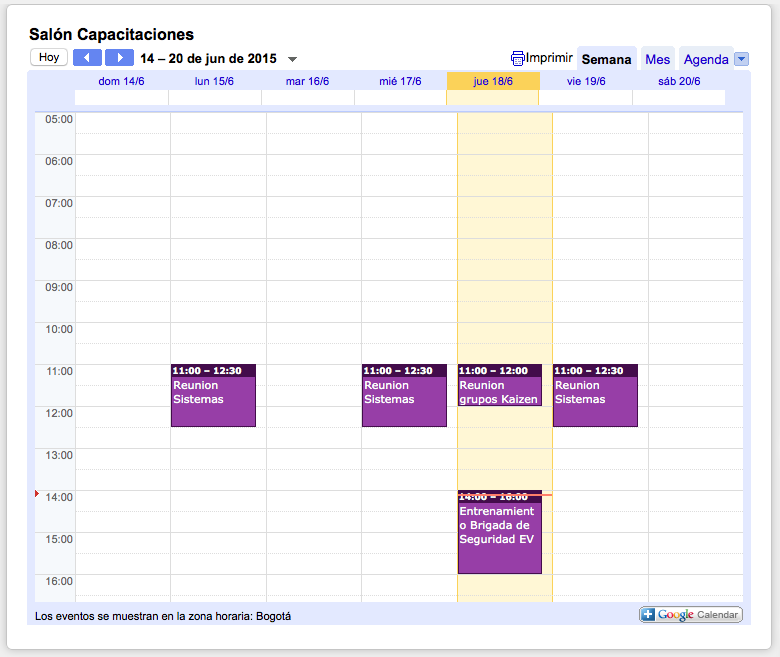 Salón Capacitaciones
Hoy 14 – 20 de jun de 2015 Imprimir Semana Mes Agenda
dom 14/6 lun 15/6 mar 16/6 mié 17/6 jue 18/6 vie 19/6 sáb 20/6
05:00
06:00
07:00
08:00
09:00
10:00
11:00
12:00
13:00
14:00
15:00
16:00
11:00 – 12:30
Reunion
Sistemas
11:00 – 12:30
Reunion
Sistemas
11:00 – 12:00
Reunion
grupos Kaizen
14:00 – 16:00
Entrenamient
o Brigada de
Seguridad EV
11:00 – 12:30
Reunion
Sistemas
Los eventos se muestran en la zona horaria: Bogotá
Google Calendar